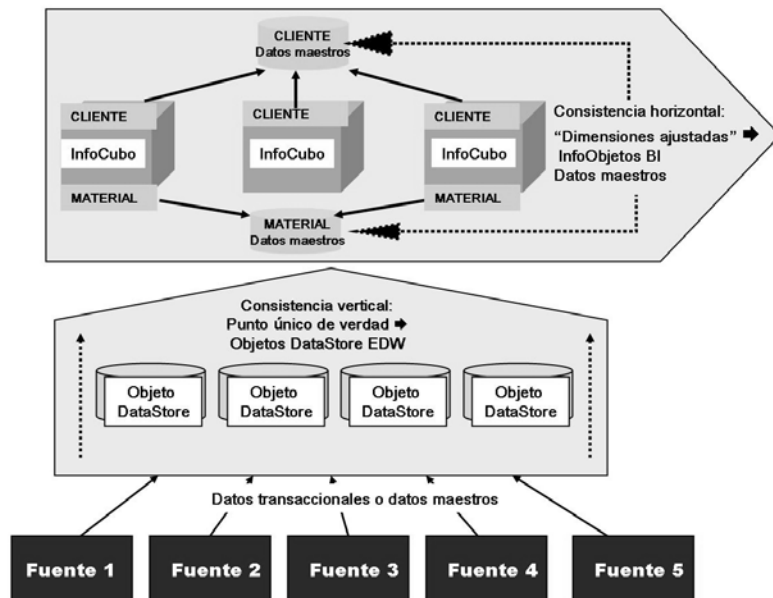 CLIENTE
Datos maestros
CLIENTE
CLIENTE
CLIENTE
InfoCubo
InfoCubo
InfoCubo
MATERIAL
MATERIAL
MATERIAL
Datos maestros
Consistencia horizontal:
“Dimensiones ajustadas”
InfoObjetos BI
Datos maestros
Consistencia vertical:
Punto único de verdad
Objetos DataStore EDW
Objeto
DataStore
Objeto
DataStore
Objeto
DataStore
Objeto
DataStore
Datos transaccionales o datos maestros
Fuente 1
Fuente 2
Fuente 3
Fuente 4
Fuente 5